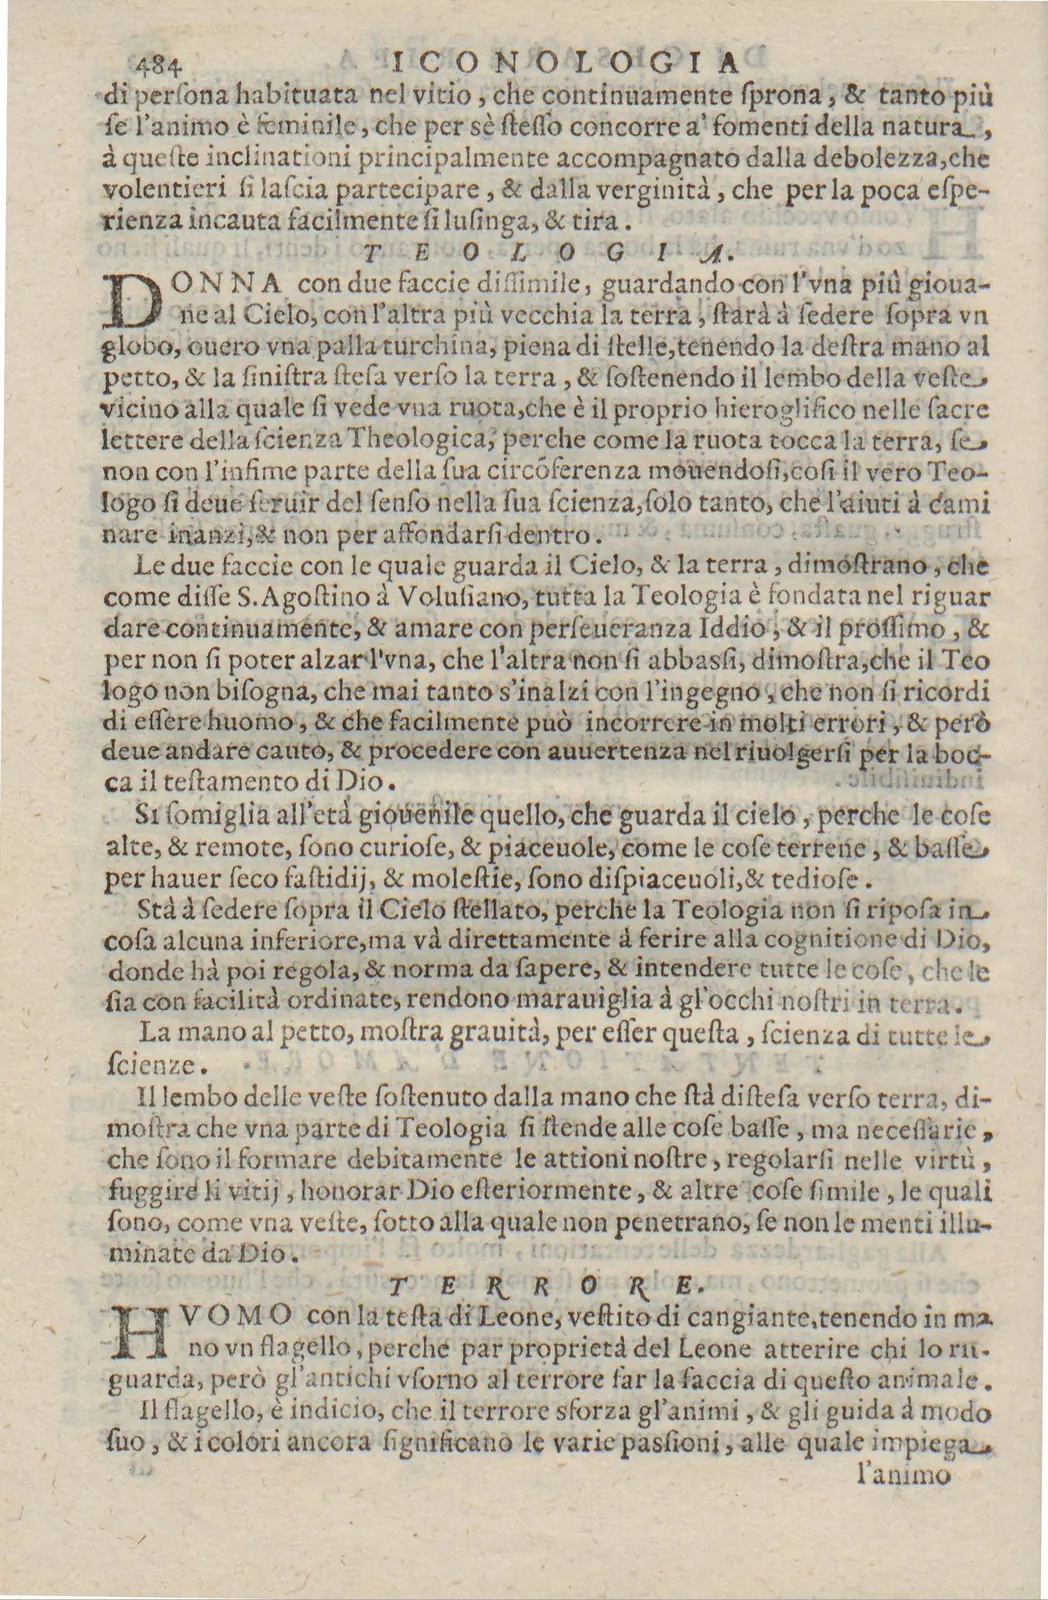 484 ICONOLOGIA
di perſona habituata nel vitio, che continuamente ſprona, & tanto più
ſe l'animo è feminile, che per sè ſteſſo concorre a' fomenti della natura,
à queſte inclinationi principalmente accompagnato dalla debolezza, che
volentieri ſi laſcia partecipare, & dalla verginità, che per la poca eſpe-
rienza incauta facilmente ſi luſinga, & tira.
TEOLOGIA.
DONNA con due faccie diſſimile, guardando con l'vna più gioua-
ne al Cielo, con l'altra più vecchia la terra, ſtarà à ſedere ſopra vn
globo, ouero vna palla turchina, piena di ſtelle, tenendo la deſtra mano al
petto, & la ſiniſtra ſteſa verſo la terra, & ſoſtenendo il lembo della veſte
vicino alla quale ſi vede vna ruota, che è il proprio hieroglifico nelle ſacre
lettere della ſcienza Theologica, perche come la ruota tocca la terra, ſe
non con l'infime parte della ſua circõferenza mouendoſi, coſi il vero Teo-
logo ſi deue ſeruir del ſenſo nella ſua ſcienza, ſolo tanto, che l'aiuti à cami
nare inanzi, & non per affondarſi dentro.
Le due faccie con le quale guarda il Cielo, & la terra, dimoſtrano, che
come diſſe S. Agoſtino à Voluſiano, tutta la Teologia è fondata nel riguar
dare continuamente, & amare con perſeueranza Iddio, & il proſſimo, &
per non ſi poter alzar l'vna, che l'altra non ſi abbaſſi, dimoſtra, che il Teo
logo non biſogna, che mai tanto s'inalzi con l'ingegno, che non ſi ricordi
di eſſere huomo, & che facilmente può incorrere in molti errori, & però
deue andare cauto, & procedere con auuertenza nel riuolgerſi per la boc-
ca il teſtamento di Dio.
Si ſomiglia all'età giouenile quello, che guarda il cielo, perche le coſe
alte, & remote, ſono curioſe, & piaceuole, come le coſe terrene, & baſſe
per hauer ſeco faſtidij, & moleſtie, ſono diſpiaceuoli, & tedioſe.
Stà à ſedere ſopra il Cielo ſtellato, perche la Teologia non ſi ripoſa in
coſa alcuna inferiore, ma và direttamente à ferire alla cognitione di Dio,
donde hà poi regola, & norma da ſapere, & intendere tutte le coſe, che le
ſia con facilità ordinate, rendono marauiglia à gl'occhi noſtri in terra.
La mano al petto, moſtra grauità, per eſſer queſta, ſcienza di tutte le
ſcienze.
Il lembo delle veſte ſoſtenuto dalla mano che ſtà diſteſa verſo terra, di-
moſtra che vna parte di Teologia ſi ſtende alle coſe baſſe, ma neceſſarie,
che ſono il formare debitamente le attioni noſtre, regolarſi nelle virtù,
fuggire li vitij, honorar Dio eſteriormente, & altre coſe ſimile, le quali
ſono, come vna veſte, ſotto alla quale non penetrano, ſe non le menti illu-
minate da Dio.
TERRORE.
HVOMO con la teſta di Leone, veſtito di cangiante, tenendo in ma
no vn flagello, perche par proprietà del Leone atterire chi lo ri-
guarda, però gl'antichi vſorno al terrore far la faccia di queſto animale.
Il flagello, è indicio, che il terrore sforza gl'animi, & gli guida à modo
ſuo, & i colori ancora ſignificano le varie paſſioni, alle quale impiega
l'animo